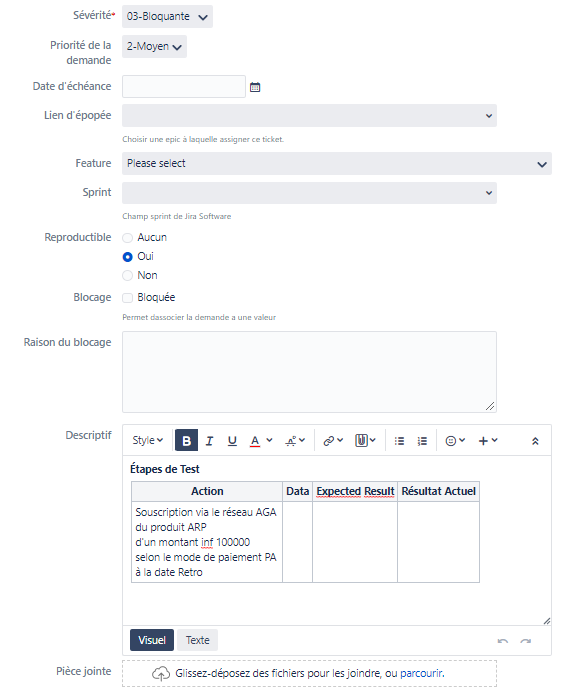 Sévérité* 03-Bloquante
Priorité de la
demande 2-Moyen
Date d'échéance
Lien d'épopée
Choisir une epic à laquelle assigner ce ticket.
Feature Please select
Sprint
Champ sprint de Jira Software
Reproductible Aucun
Oui
Non
Blocage Bloquée
Permet dassocier la demande a une valeur
Raison du blocage
Descriptif Style B I U A
Étapes de Test
Action Data Expected Result Résultat Actuel
Souscription via le réseau AGA
du produit ARP
d'un montant inf 100000
selon le mode de paiement PA
à la date Retro
Visuel Texte
Pièce jointe Glissez-déposez des fichiers pour les joindre, ou parcourir.